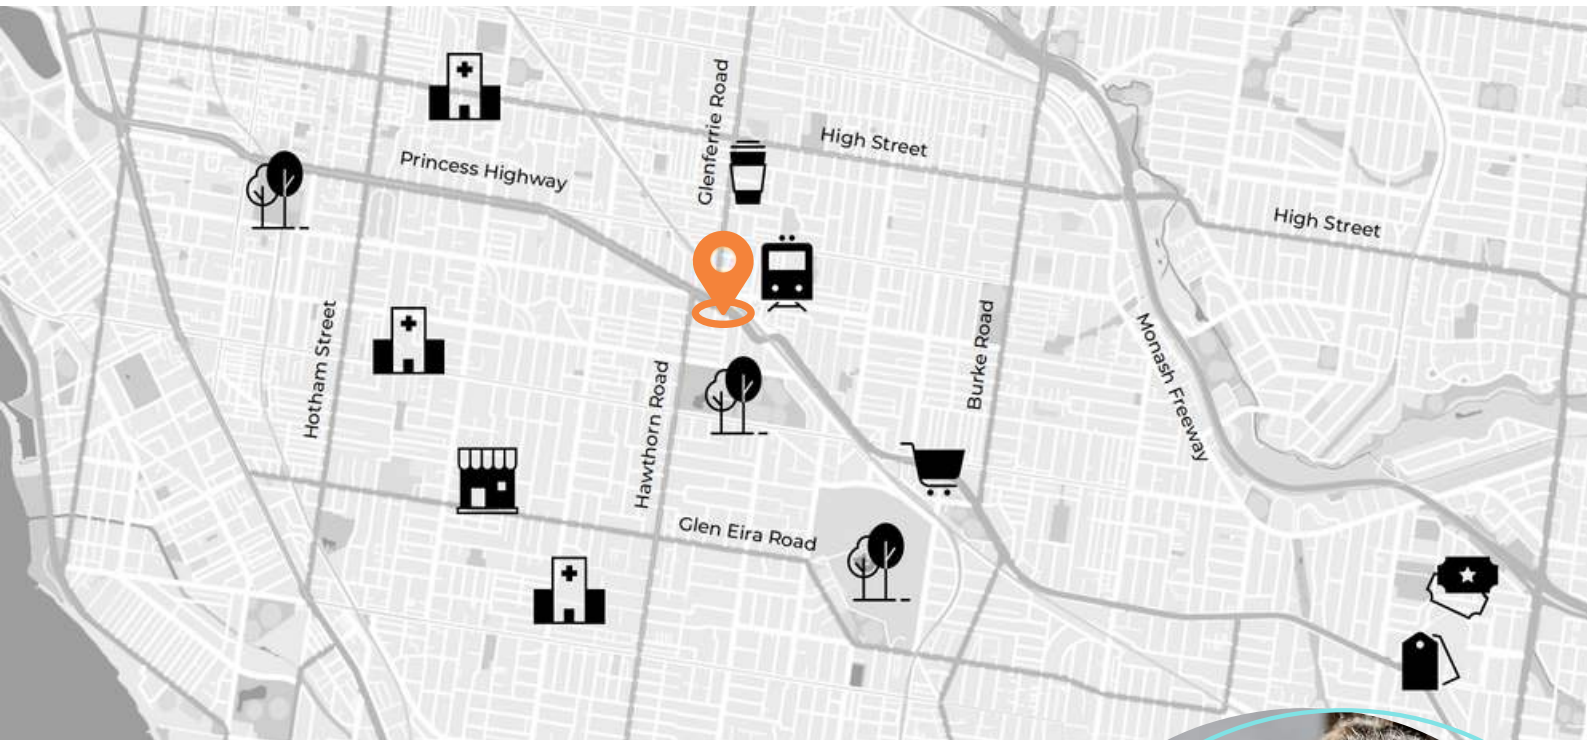 Glenferrie Road
High Street
Princess Highway
High Street
Hotham Street
Burke Road
Monash Freeway
Hawthorn Road
Glen Eira Road